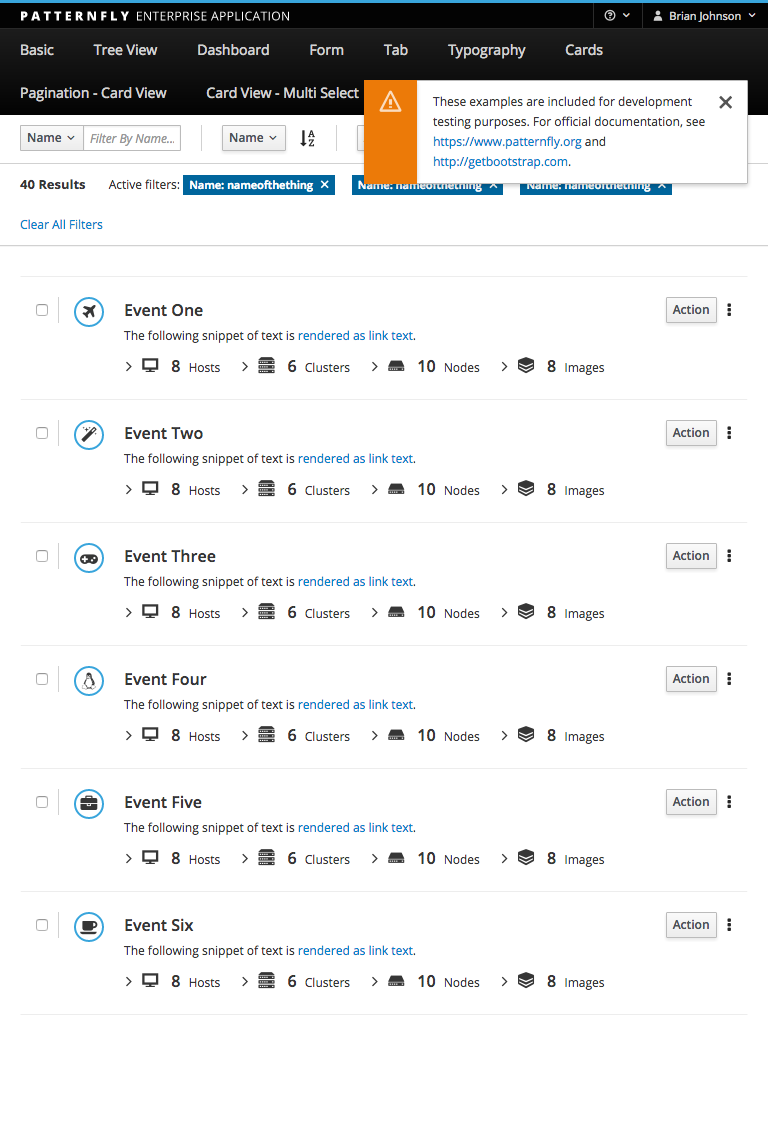 PATTERNFLY ENTERPRISE APPLICATION
Brian Johnson
Basic Tree View Dashboard Form Tab Typography Cards
Pagination - Card View Card View - Multi Select
These examples are included for development
testing purposes. For official documentation, see
https://www.patternfly.org and
http://getbootstrap.com.
Name Filter By Name... Name
40 Results Active filters: Name: nameofthething Name: nameofthething Name: nameofthething
Clear All Filters
Event One Action
The following snippet of text is rendered as link text.
8 Hosts 6 Clusters 10 Nodes 8 Images
Event Two Action
The following snippet of text is rendered as link text.
8 Hosts 6 Clusters 10 Nodes 8 Images
Event Three Action
The following snippet of text is rendered as link text.
8 Hosts 6 Clusters 10 Nodes 8 Images
Event Four Action
The following snippet of text is rendered as link text.
8 Hosts 6 Clusters 10 Nodes 8 Images
Event Five Action
The following snippet of text is rendered as link text.
8 Hosts 6 Clusters 10 Nodes 8 Images
Event Six Action
The following snippet of text is rendered as link text.
8 Hosts 6 Clusters 10 Nodes 8 Images